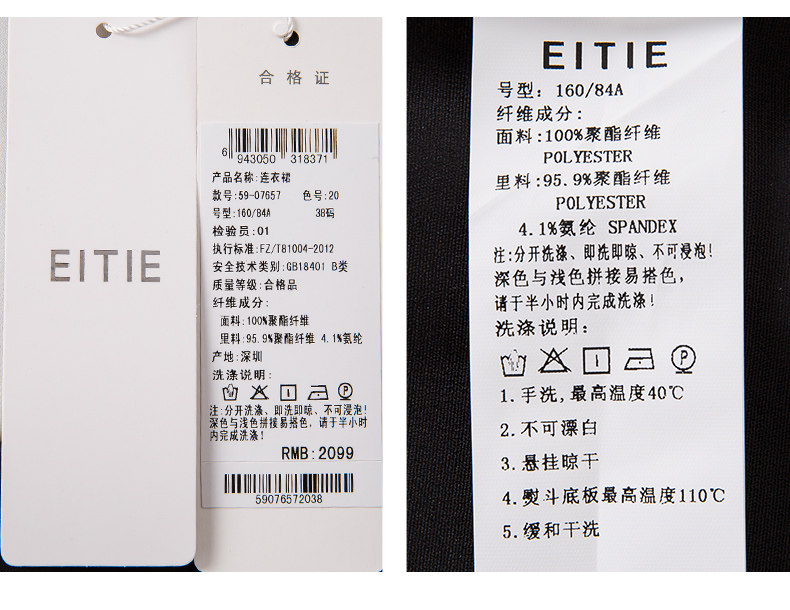 EITIE
合格证
6 943050 318371
产品名称:连衣裙
款号:59-07657 色号:20
号型:160/84A 38码
检验员:01
执行标准:FZ/T81004-2012
安全技术类别:GB18401 B类
质量等级:合格品
纤维成分:
面料:100%聚酯纤维
里料:95.9%聚酯纤维 4.1%氨纶
产地:深圳
洗涤说明:
注:分开洗涤、即洗即晾、不可浸泡!
深色与浅色拼接易搭色, 请于半小时
内完成洗涤!
RMB:2099
59076572038
EITIE
号型: 160/84A
纤维成分:
面料:100%聚酯纤维
POLYESTER
里料:95.9%聚酯纤维
POLYESTER
4.1%氨纶 SPANDEX
注:分开洗涤、即洗即晾、不可浸泡!
深色与浅色拼接易搭色,
请于半小时内完成洗涤!
洗涤说明:
P
1.手洗,最高温度40℃
2.不可漂白
3.悬挂晾干
4.熨斗底板最高温度110℃
5.缓和干洗